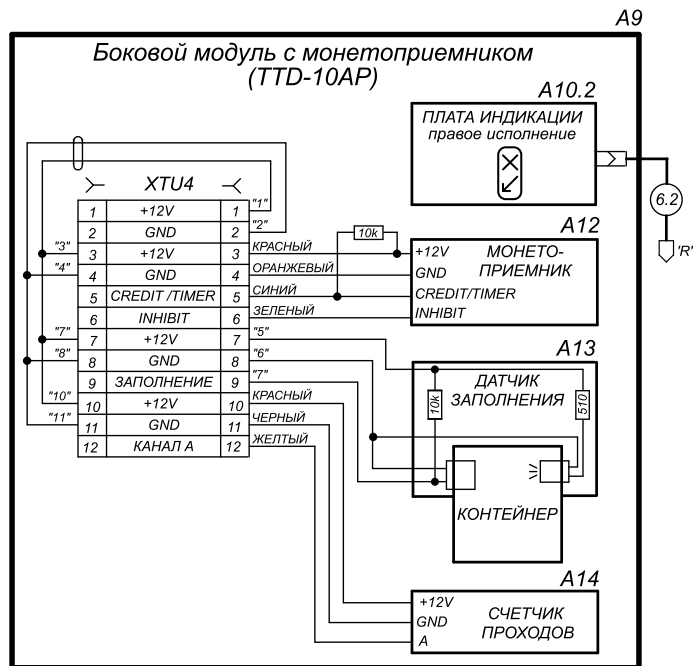 A9
Боковой модуль с монетоприемником
(TTD-10AP)
A10.2
ПЛАТА ИНДИКАЦИИ
правое исполнение
6.2
'R'
XTU4
1 +12V 1 "1"
2 GND 2 "2"
"3" 3 +12V 3 КРАСНЫЙ
"4" 4 GND 4 ОРАНЖЕВЫЙ
5 CREDIT /TIMER 5 СИНИЙ
6 INHIBIT 6 ЗЕЛЕНЫЙ
"7" 7 +12V 7 "5"
"8" 8 GND 8 "6"
9 ЗАПОЛНЕНИЕ 9 "7"
"10" 10 +12V 10 КРАСНЫЙ
"11" 11 GND 11 ЧЕРНЫЙ
12 КАНАЛ А 12 ЖЕЛТЫЙ
10k
A12
+12V
GND
CREDIT/TIMER
INHIBIT
МОНЕТО-
ПРИЕМНИК
A13
ДАТЧИК
ЗАПОЛНЕНИЯ
10k
510
КОНТЕЙНЕР
A14
+12V
GND
A
СЧЕТЧИК
ПРОХОДОВ